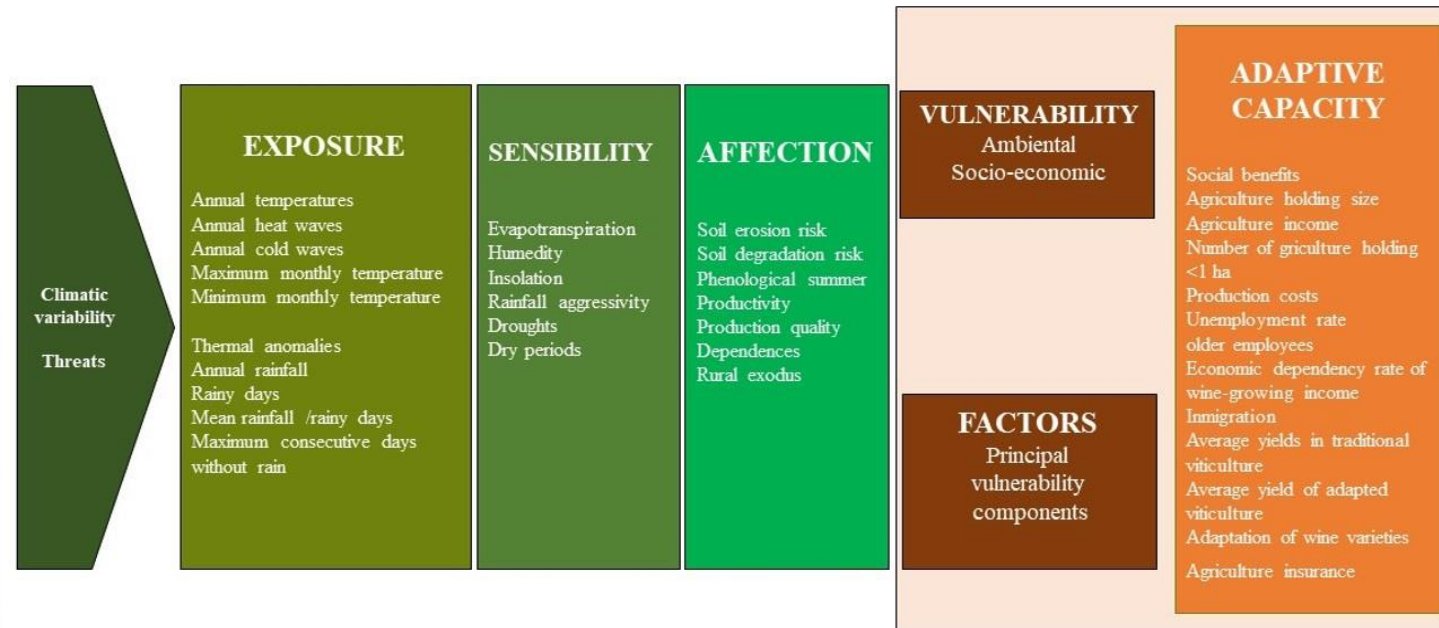 Climatic
variability
Threats
EXPOSURE
Annual temperatures
Annual heat waves
Annual cold waves
Maximum monthly temperature
Minimum monthly temperature
Thermal anomalies
Annual rainfall
Rainy days
Mean rainfall /rainy days
Maximum consecutive days
without rain
SENSIBILITY
Evapotranspiration
Humedity
Insolation
Rainfall aggressivity
Droughts
Dry periods
AFFECTION
Soil erosion risk
Soil degradation risk
Phenological summer
Productivity
Production quality
Dependences
Rural exodus
VULNERABILITY
Ambiental
Socio-economic
FACTORS
Principal
vulnerability
components
ADAPTIVE
CAPACITY
Social benefits
Agriculture holding size
Agriculture income
Number of griculture holding
<1 ha
Production costs
Unemployment rate
older employees
Economic dependency rate of
wine-growing income
Inmigration
Average yields in traditional
viticulture
Average yield of adapted
viticulture
Adaptation of wine varieties
Agriculture insurance